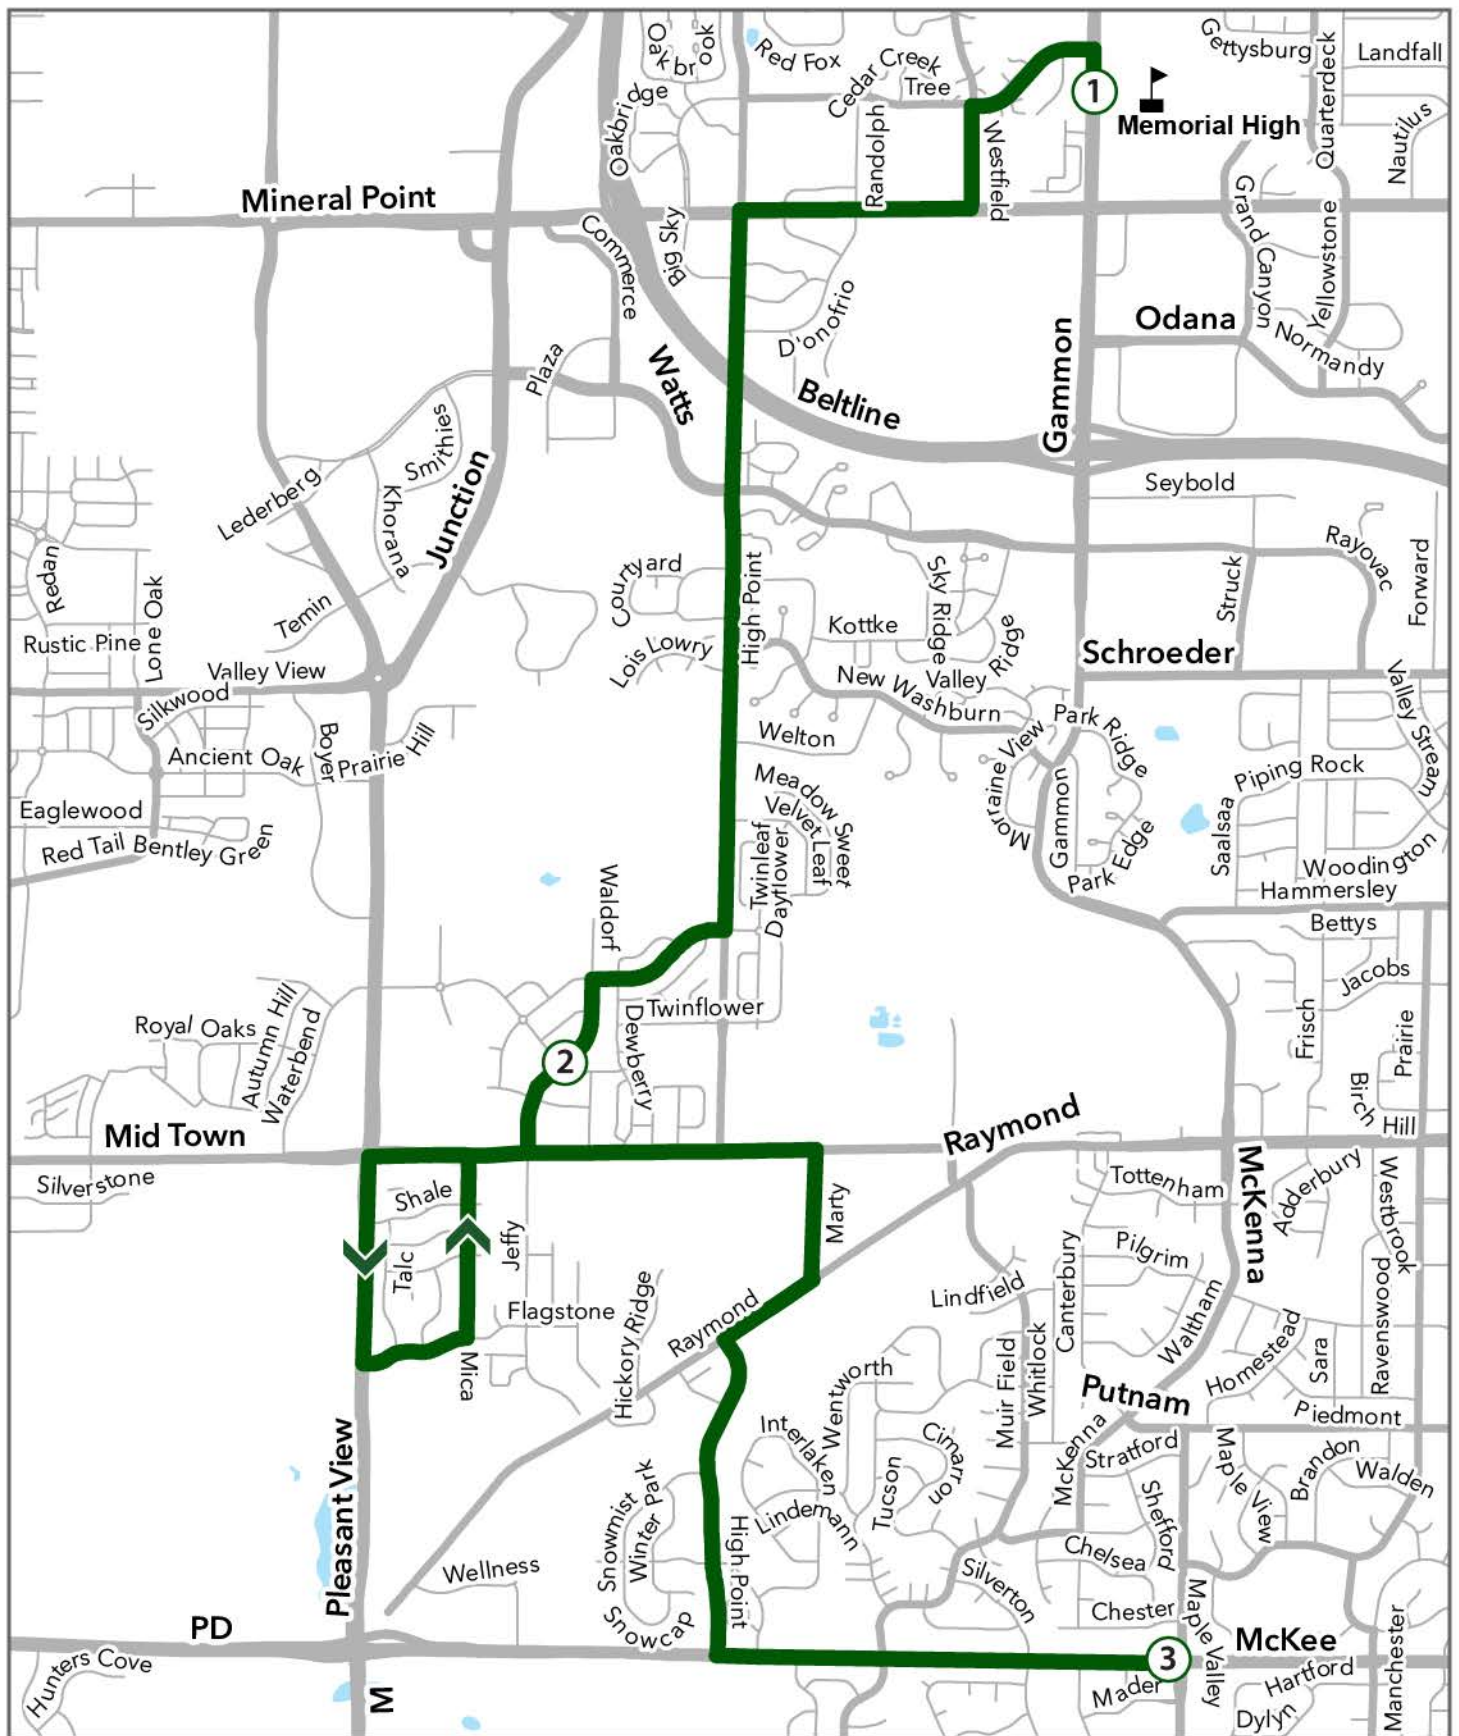 Oakbrook
Red Fox
Cedar Creek
Tree
Gettysburg
Quarterdeck
Landfall
Nautilus
1
Memorial High
Oakbridge
Randolph
Westfield
Mineral Point
Commerce
Big Sky
Grand Canyon
Yellowstone
D'onofrio
Odana
Normandy
Plaza
Watts
Beltline
Gammon
Smithies
Lederberg
Khorana
Junction
Seybold
Redan
Lone Oak
Temin
Courtyard
High Point
Sky Ridge
Struck
Rayovac
Forward
Rustic Pine
Lois Lowry
Kottke
Valley Ridge
Schroeder
Valley View
Silkwood
New Washburn
Valley Stream
Ancient Oak
Boyer
Prairie Hill
Welton
Morraine View
Park Ridge
Piping Rock
Eaglewood
Meadow Sweet
Velvet Leaf
Twinleaf
Dayflower
Gammon
Park Edge
Saalsaa
Red Tail
Bentley Green
Woodington
Hammersley
Waldorf
Bettys
Jacobs
Royal Oaks
Autumn Hill
Waterbend
Twinflower
Dewberry
2
Frisch
Prairie
Birch Hill
Mid Town
Raymond
Silverstone
Shale
Marty
Tottenham
McKenna
Adderbury
Westbrook
Talc
Jeffy
Pilgrim
Canterbury
Flagstone
Hickory Ridge
Raymond
Lindfield
Waltham
Ravenswood
Mica
Muir Field
Whitlock
Homestead
Sara
Wentworth
Putnam
Piedmont
Pleasant View
Interlaken
Cimarron
McKenna
Stratford
Maple View
Brandon
Walden
Snowmist
Winter Park
High Point
Lindemann
Tucson
Shefford
Wellness
Silverton
Chelsea
Snowcap
Chester
Maple Valley
PD
3
McKee
Hunters Cove
M
Mader
Hartford
Manchester
Dylyn